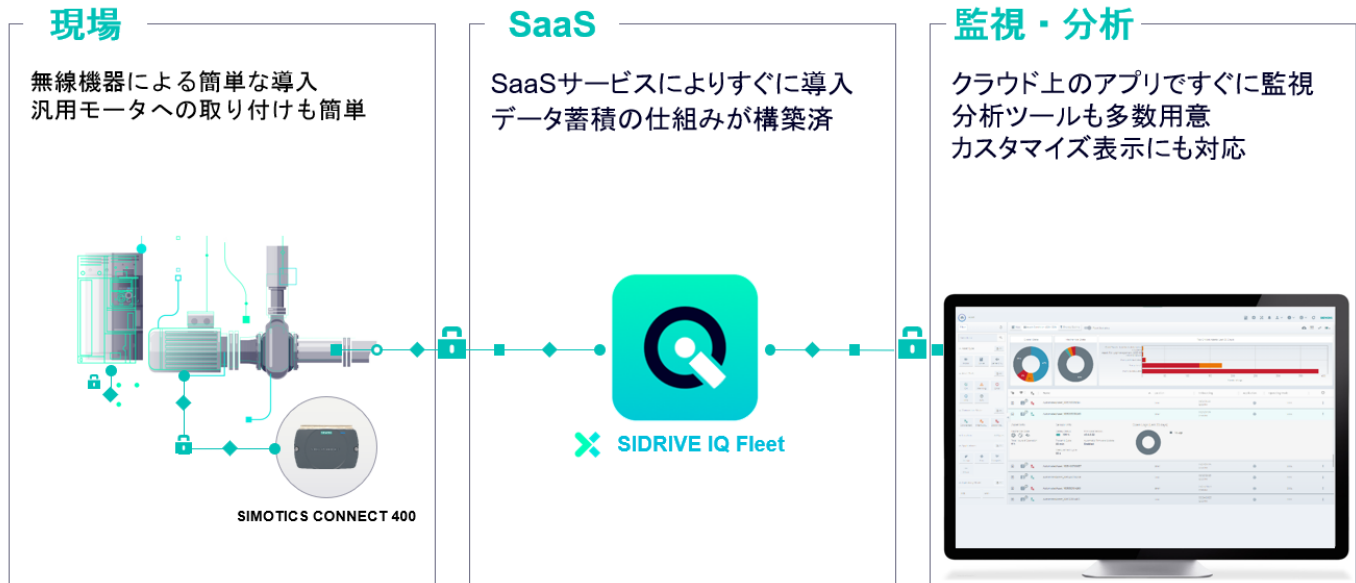 現場
無線機器による簡単な導入
汎用モータへの取り付けも簡単
SIMOTICS CONNECT 400
SaaS
SaaSサービスによりすぐに導入
データ蓄積の仕組みが構築済
SIDRIVE IQ Fleet
監視・分析
クラウド上のアプリですぐに監視
分析ツールも多数用意
カスタマイズ表示にも対応